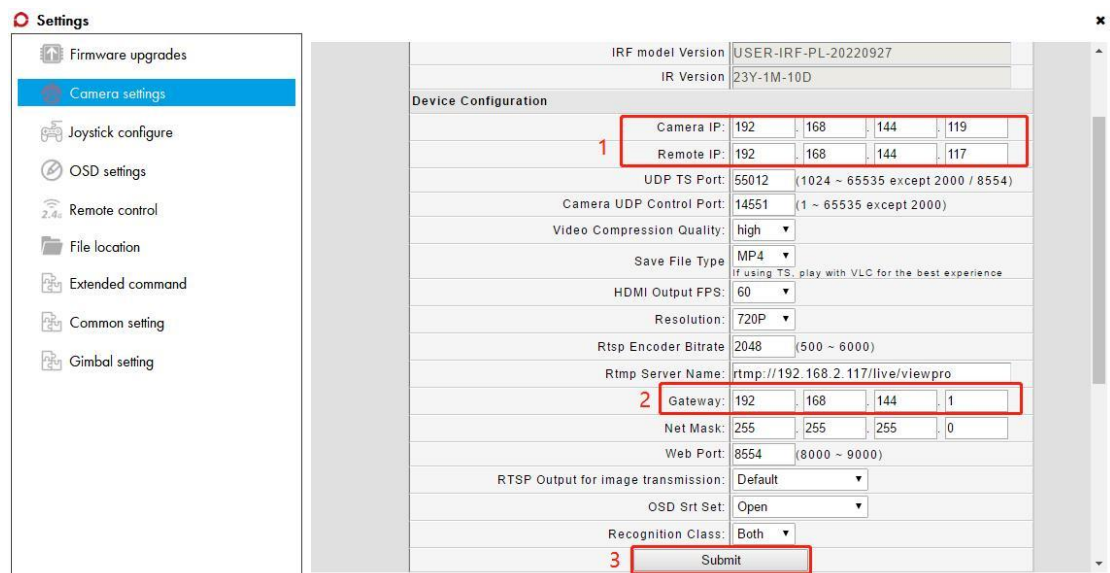 Settings
Firmware upgrades
Camera settings
Joystick configure
OSD settings
2.4G Remote control
File location
Extended command
Common setting
Gimbal setting
IRF model Version USER-IRF-PL-20220927
IR Version 23Y-1M-10D
Device Configuration
1
Camera IP: 192 . 168 . 144 . 119
Remote IP: 192 . 168 . 144 . 117
UDP TS Port: 55012 (1024 ~ 65535 except 2000 / 8554)
Camera UDP Control Port: 14551 (1 ~ 65535 except 2000)
Video Compression Quality: high
Save File Type MP4
If using TS, play with VLC for the best experience
HDMI Output FPS: 60
Resolution: 720P
Rtsp Encoder Bitrate 2048 (500 ~ 6000)
Rtmp Server Name: rtmp://192.168.2.117/live/viewpro
2 Gateway: 192 . 168 . 144 . 1
Net Mask: 255 . 255 . 255 . 0
Web Port: 8554 (8000 ~ 9000)
RTSP Output for image transmission: Default
OSD Srt Set: Open
Recognition Class: Both
3 Submit